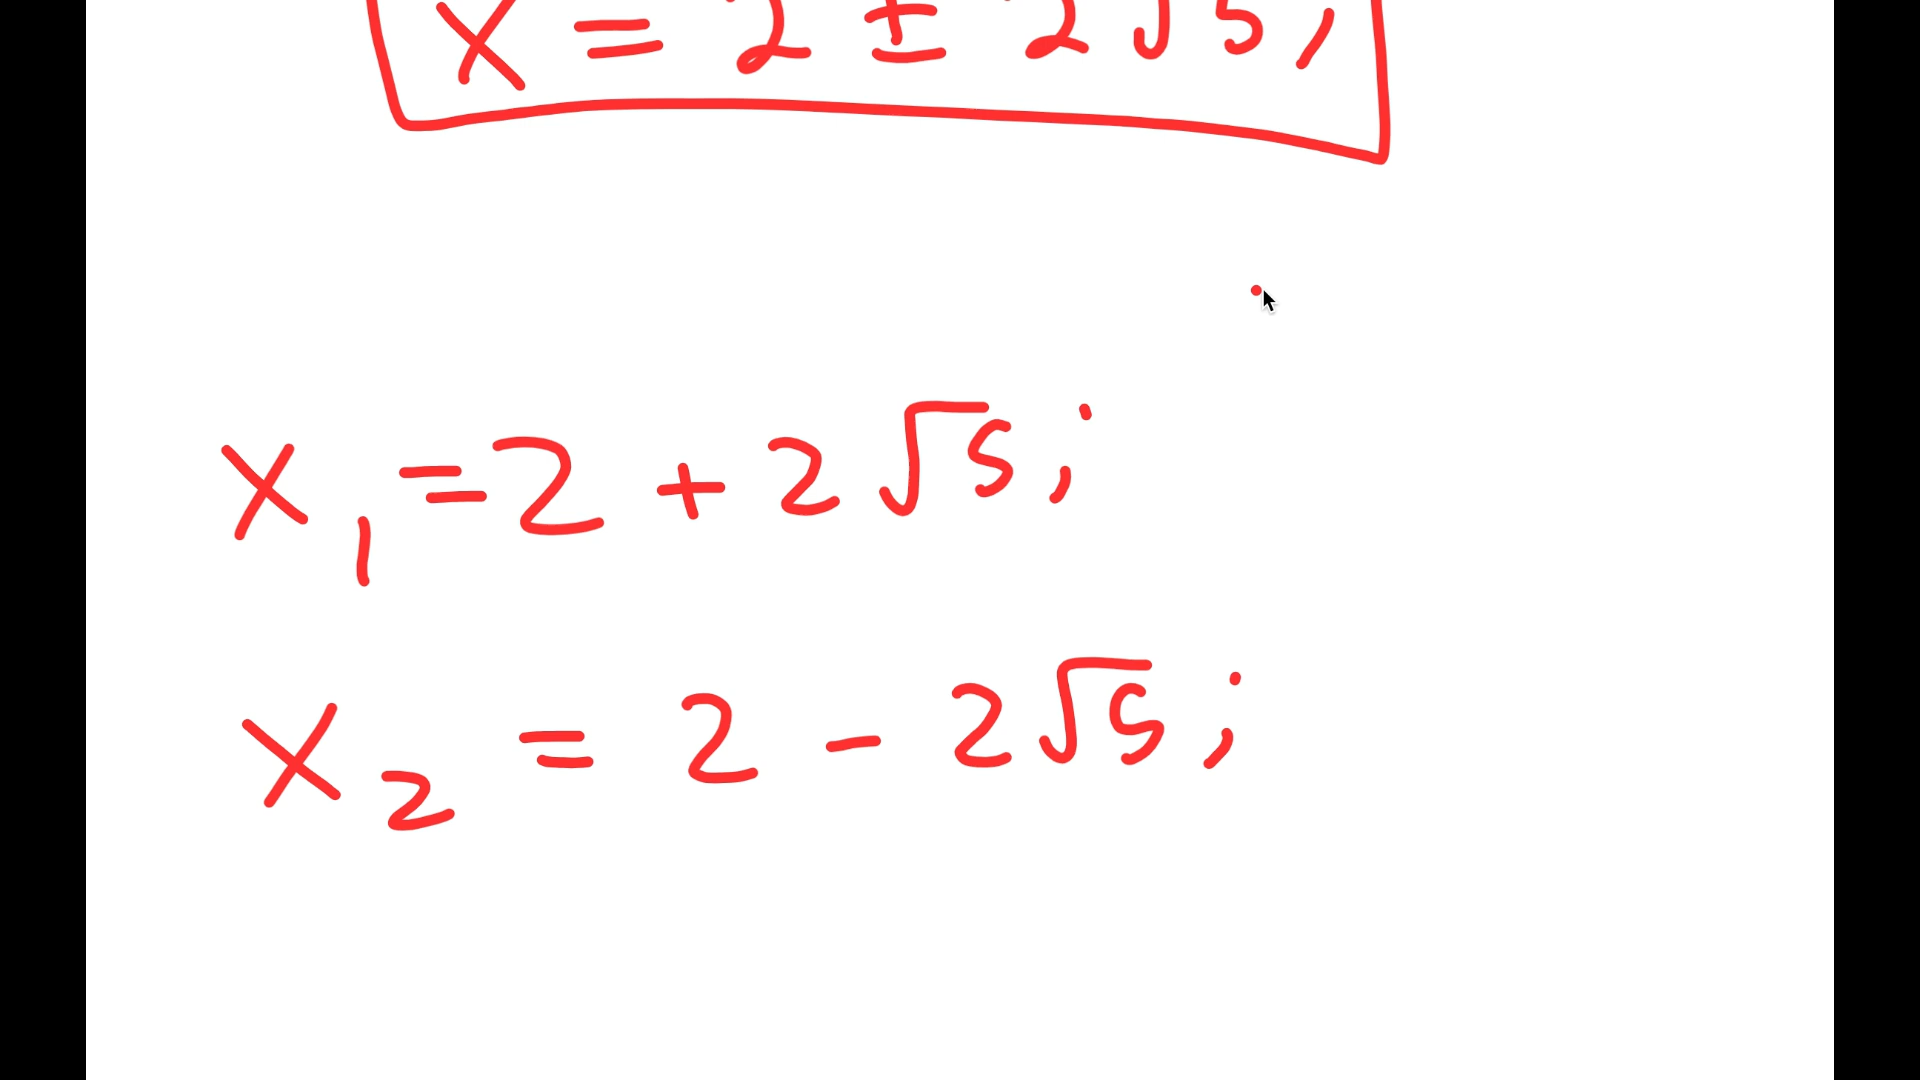 x = 2 ± 2√5;
x₁ = 2 + 2√5;
x₂ = 2 - 2√5;